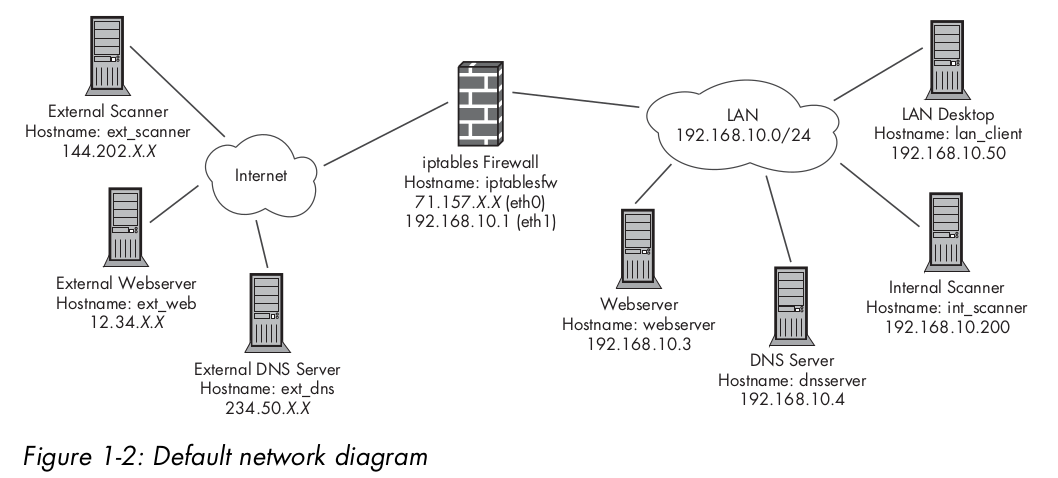 External Scanner
Hostname: ext_scanner
144.202.X.X
Internet
External Webserver
Hostname: ext_web
12.34.X.X
External DNS Server
Hostname: ext_dns
234.50.X.X
iptables Firewall
Hostname: iptablesfw
71.157.X.X (eth0)
192.168.10.1 (eth1)
LAN
192.168.10.0/24
LAN Desktop
Hostname: lan_client
192.168.10.50
Webserver
Hostname: webserver
192.168.10.3
DNS Server
Hostname: dnsserver
192.168.10.4
Internal Scanner
Hostname: int_scanner
192.168.10.200
Figure 1-2: Default network diagram